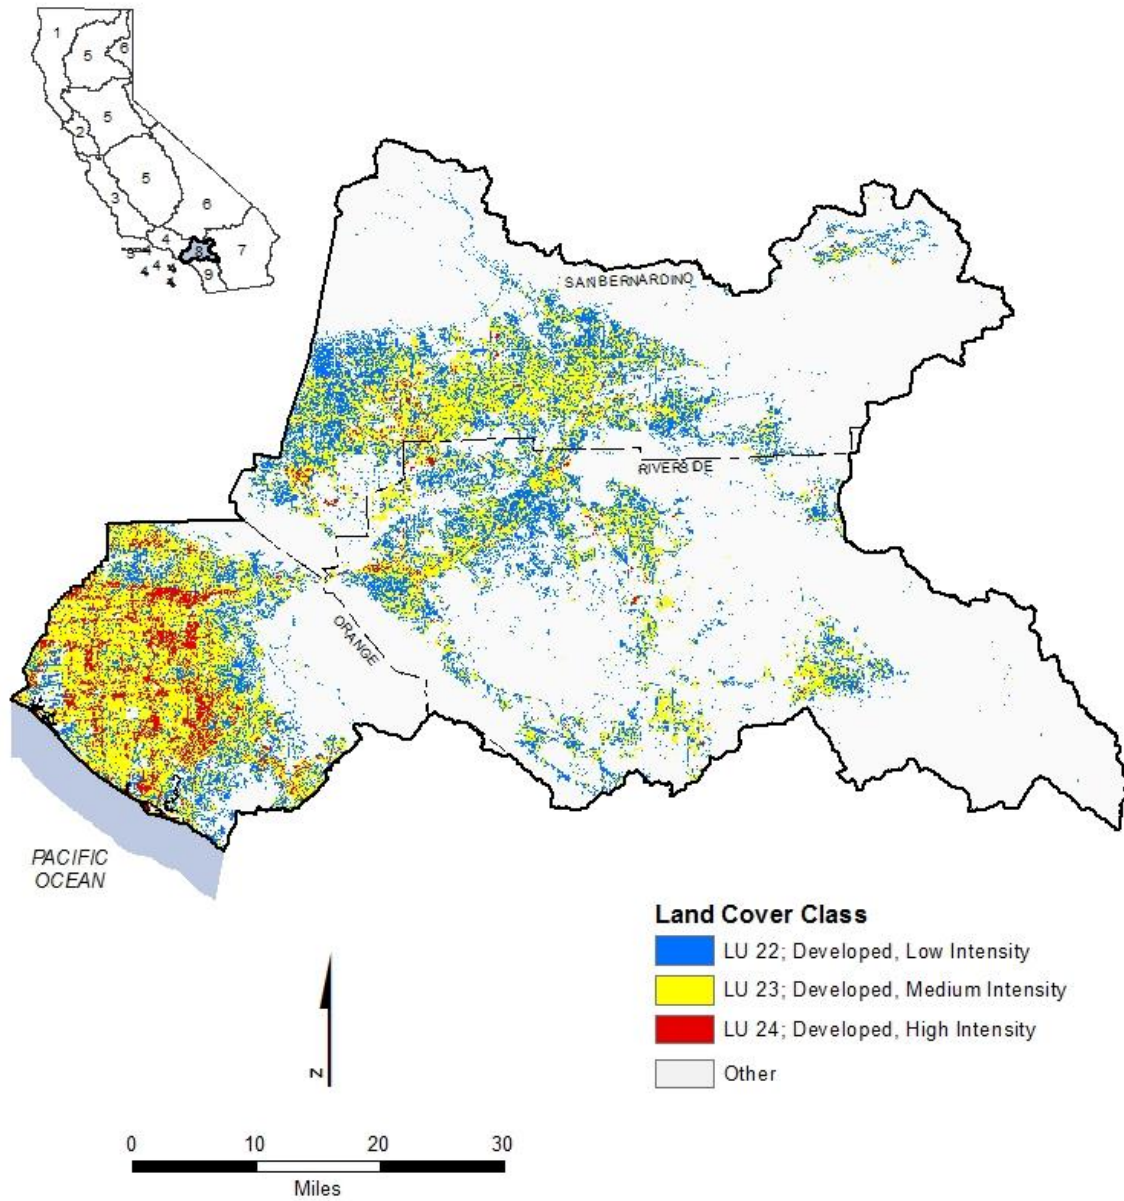 1
5
6
5
2
5
3
6
4
8
7
4
9
SAN BERNARDINO
RIVERSIDE
ORANGE
PACIFIC
OCEAN
Land Cover Class
LU 22; Developed, Low Intensity
LU 23; Developed, Medium Intensity
LU 24; Developed, High Intensity
Other
N
0 10 20 30
Miles